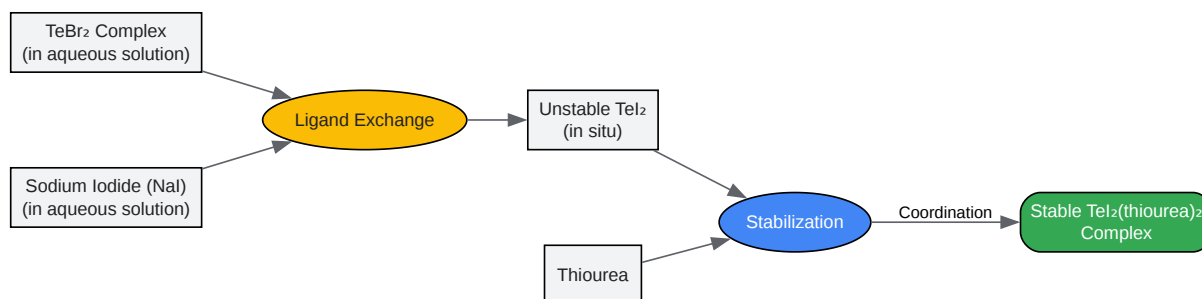 TeBr₂ Complex
(in aqueous solution)
Ligand Exchange
Sodium Iodide (NaI)
(in aqueous solution)
Unstable TeI₂
(in situ)
Thiourea
Stabilization
Coordination
Stable TeI₂(thiourea)₂
Complex